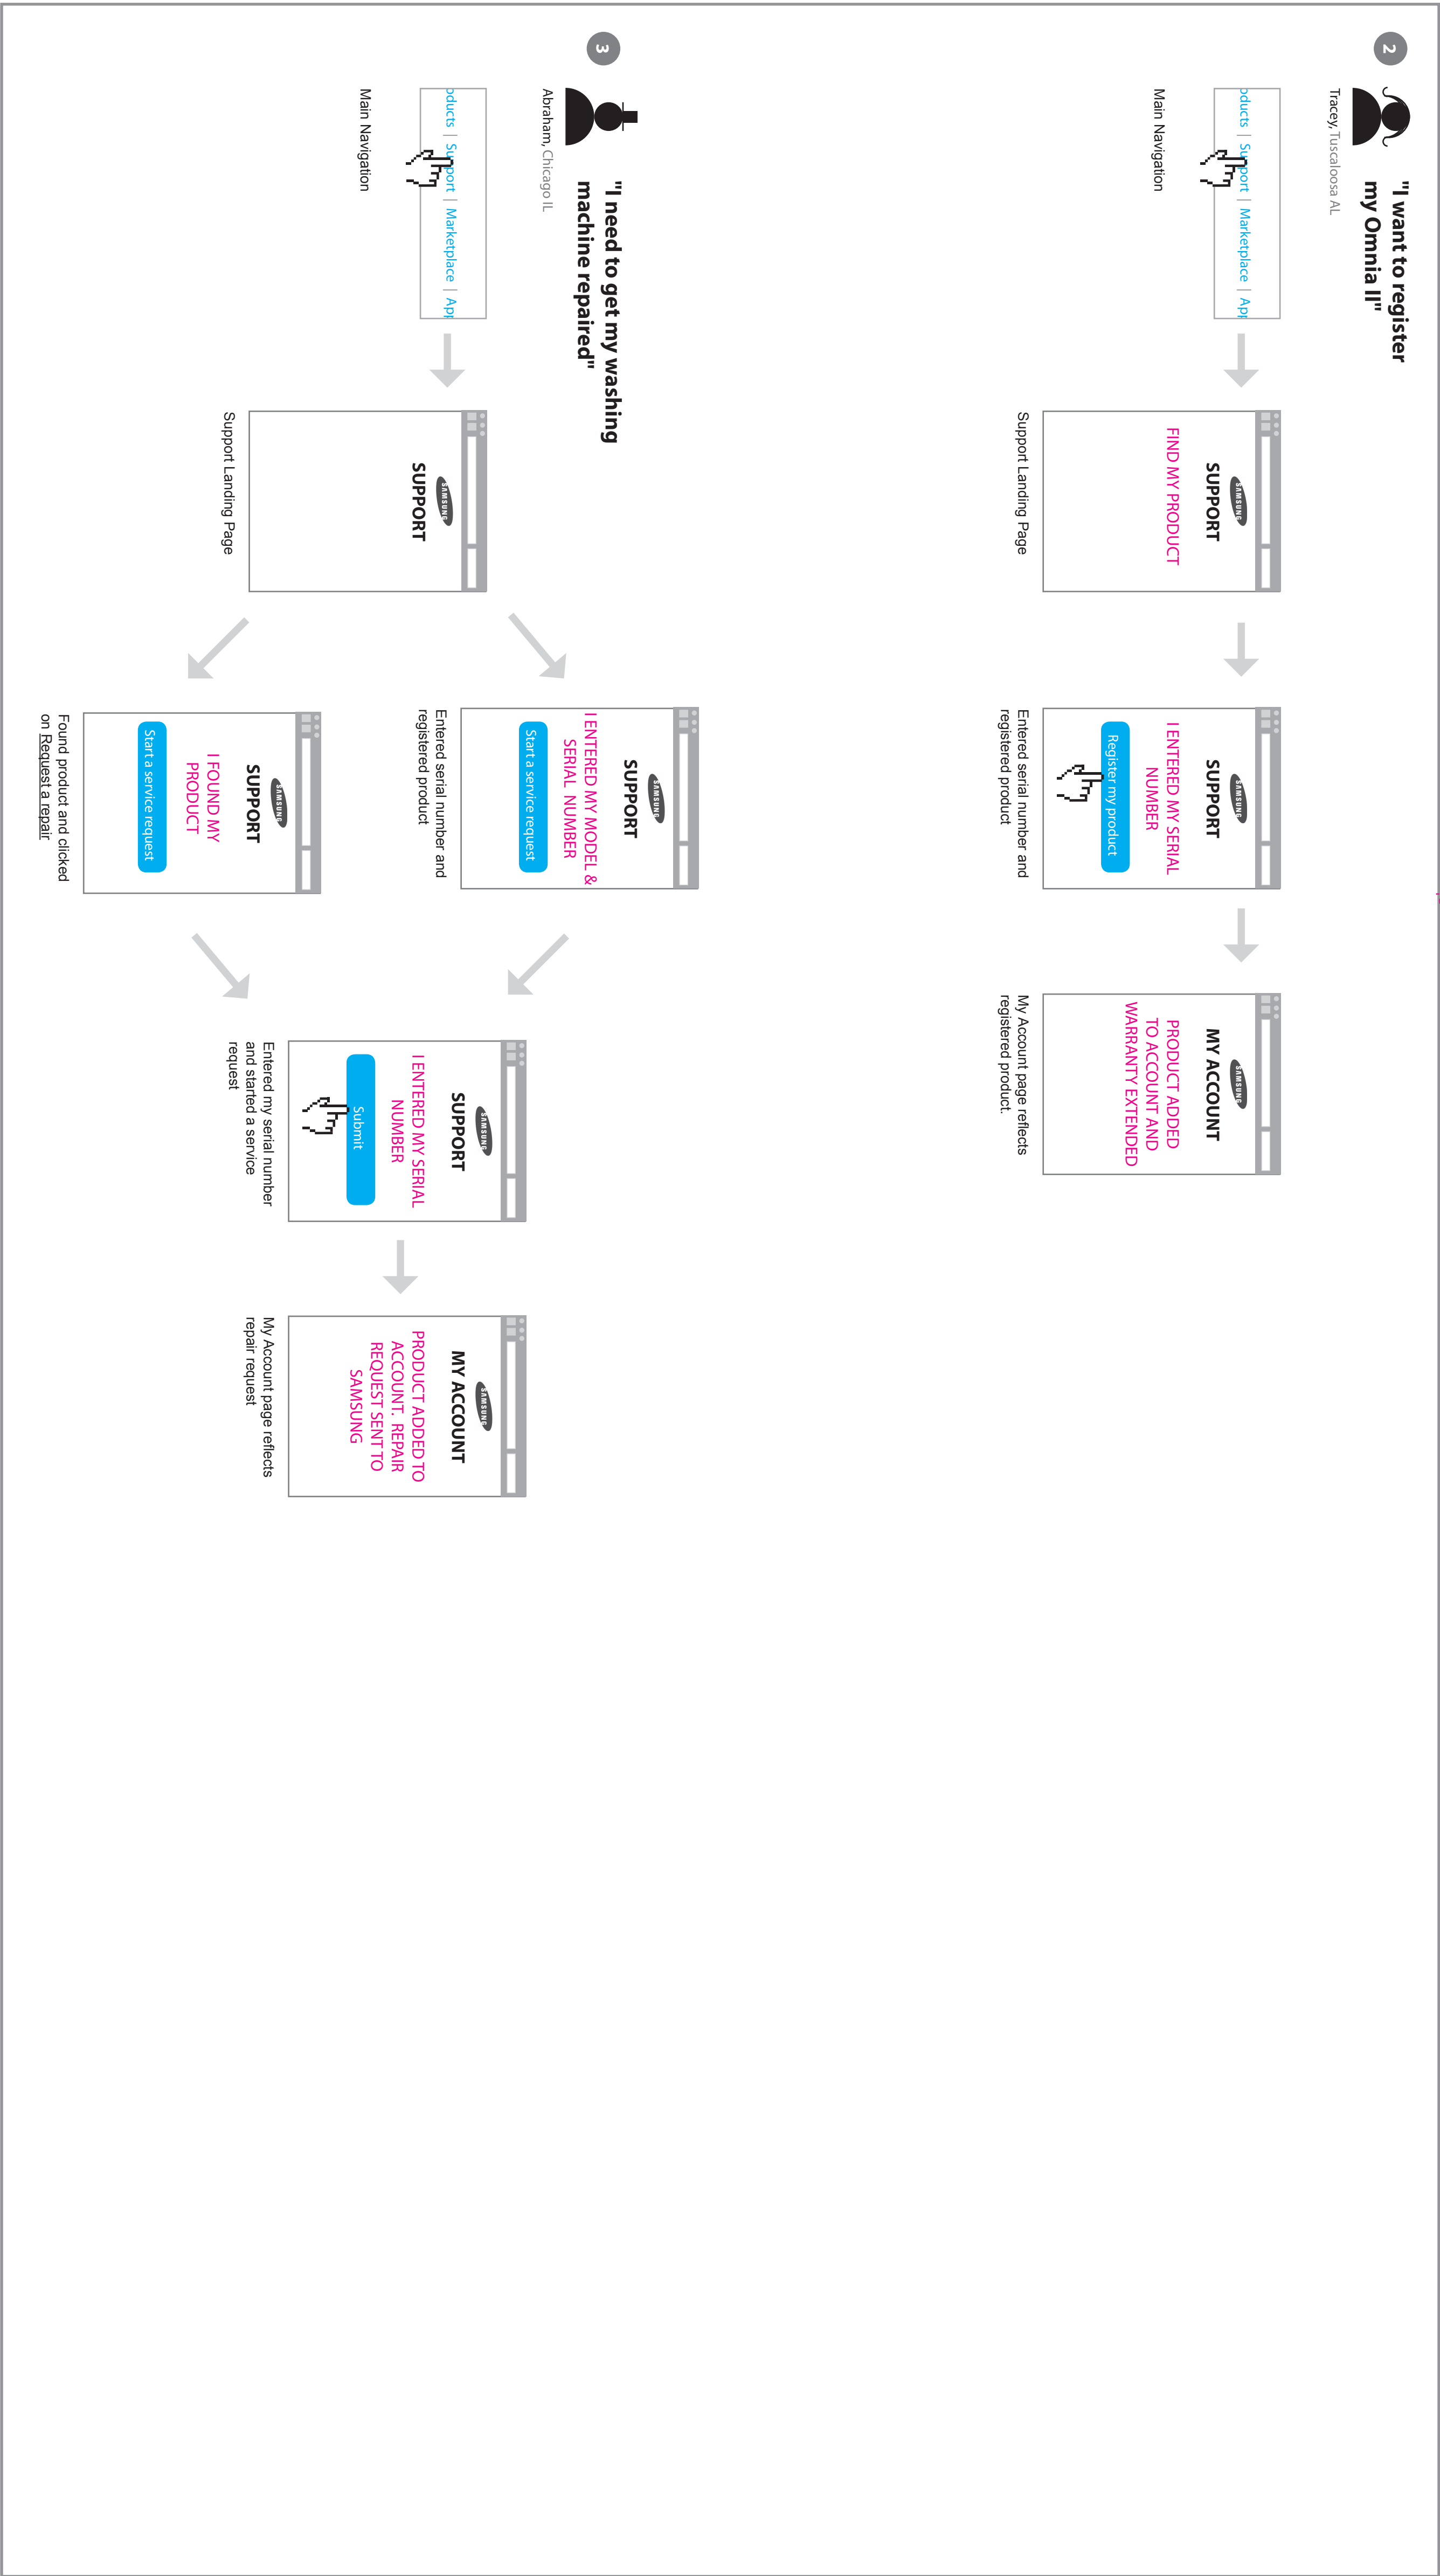 2
"I want to register
my Omnia II"
Tracey, Tuscaloosa AL
oducts | Support | Marketplace | App
Main Navigation
SAMSUNG
SUPPORT
FIND MY PRODUCT
Support Landing Page
SAMSUNG
SUPPORT
I ENTERED MY SERIAL
NUMBER
Register my product
Entered serial number and
registered product
SAMSUNG
MY ACCOUNT
PRODUCT ADDED
TO ACCOUNT AND
WARRANTY EXTENDED
My Account page reflects
registered product.
3
"I need to get my washing
machine repaired"
Abraham, Chicago IL
oducts | Support | Marketplace | App
Main Navigation
SAMSUNG
SUPPORT
Support Landing Page
SAMSUNG
SUPPORT
I ENTERED MY MODEL &
SERIAL NUMBER
Start a service request
Entered serial number and
registered product
SAMSUNG
SUPPORT
I FOUND MY
PRODUCT
Start a service request
Found product and clicked
on Request a repair
SAMSUNG
SUPPORT
I ENTERED MY SERIAL
NUMBER
Submit
Entered my serial number
and started a service
request
SAMSUNG
MY ACCOUNT
PRODUCT ADDED TO
ACCOUNT. REPAIR
REQUEST SENT TO
SAMSUNG
My Account page reflects
repair request